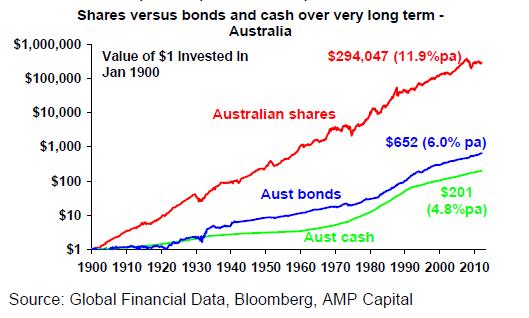 Shares versus bonds and cash over very long term -
Australia
$1,000,000
$100,000
$10,000
$1,000
$100
$10
$1
Value of $1 Invested In
Jan 1900
$294,047 (11.9%pa)
Australian shares
$652 (6.0% pa)
Aust bonds
$201
(4.8%pa)
Aust cash
1900 1910 1920 1930 1940 1950 1960 1970 1980 1990 2000 2010
Source: Global Financial Data, Bloomberg, AMP Capital